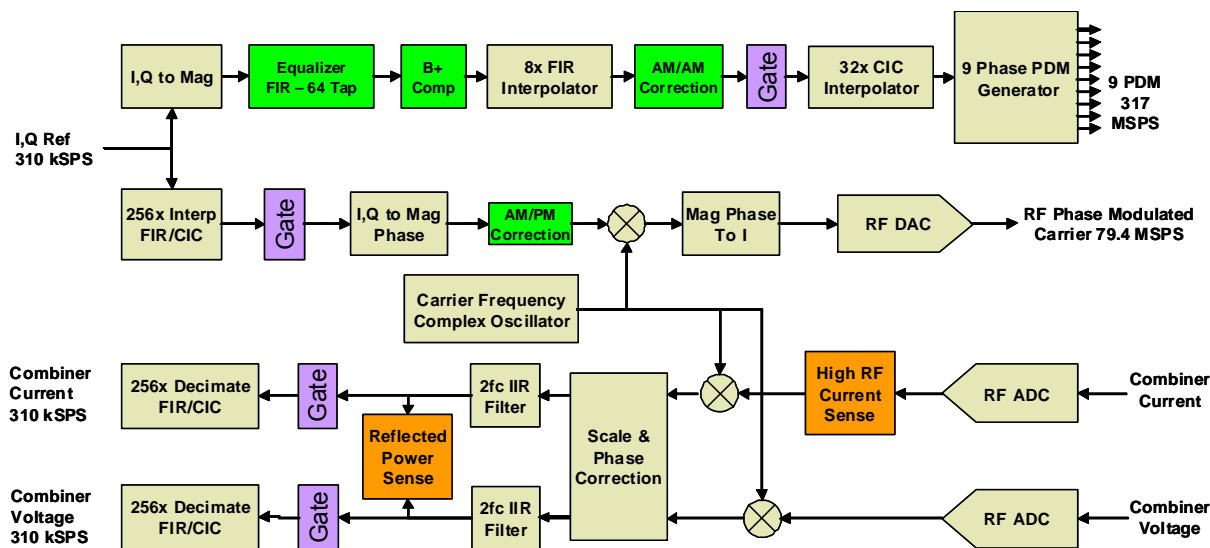 I,Q to Mag
Equalizer
FIR – 64 Tap
B+
Comp
8x FIR
Interpolator
AM/AM
Correction
Gate
32x CIC
Interpolator
9 Phase PDM
Generator
9 PDM
317
MSPS
I,Q Ref
310 kSPS
256x Interp
FIR/CIC
Gate
I,Q to Mag
Phase
AM/PM
Correction
Mag Phase
To I
RF DAC
RF Phase Modulated
Carrier 79.4 MSPS
Carrier Frequency
Complex Oscillator
Combiner
Current
310 kSPS
256x Decimate
FIR/CIC
Gate
2fc IIR
Filter
Reflected
Power
Sense
Scale &
Phase
Correction
High RF
Current
Sense
RF ADC
Combiner
Current
Combiner
Voltage
310 kSPS
256x Decimate
FIR/CIC
Gate
2fc IIR
Filter
RF ADC
Combiner
Voltage